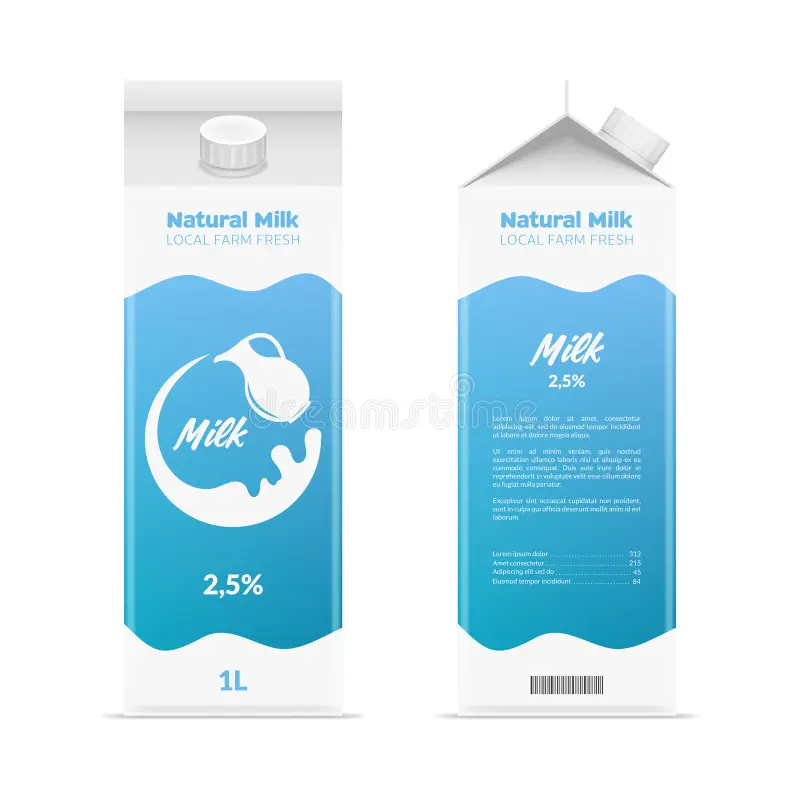 Natural Milk
LOCAL FARM FRESH
Milk
2,5%
1L
Natural Milk
LOCAL FARM FRESH
Milk
2,5%
Lorem ipsum dolor sit amet, consectetur
adipiscing elit, sed do eiusmod tempor incididunt
ut labore et dolore magna aliqua.
Ut enim ad minim veniam, quis nostrud
exercitation ullamco laboris nisi ut aliquip ex ea
commodo consequat. Duis aute irure dolor in
reprehenderit in voluptate velit esse cillum dolore
eu fugiat nulla pariatur.
Excepteur sint occaecat cupidatat non proident,
sunt in culpa qui officia deserunt mollit anim id est
laborum.
Lorem ipsum dolor 312
Amet consectetur 215
Adipiscing elit sed do 45
Eiusmod tempor incididunt 84
dreamstime